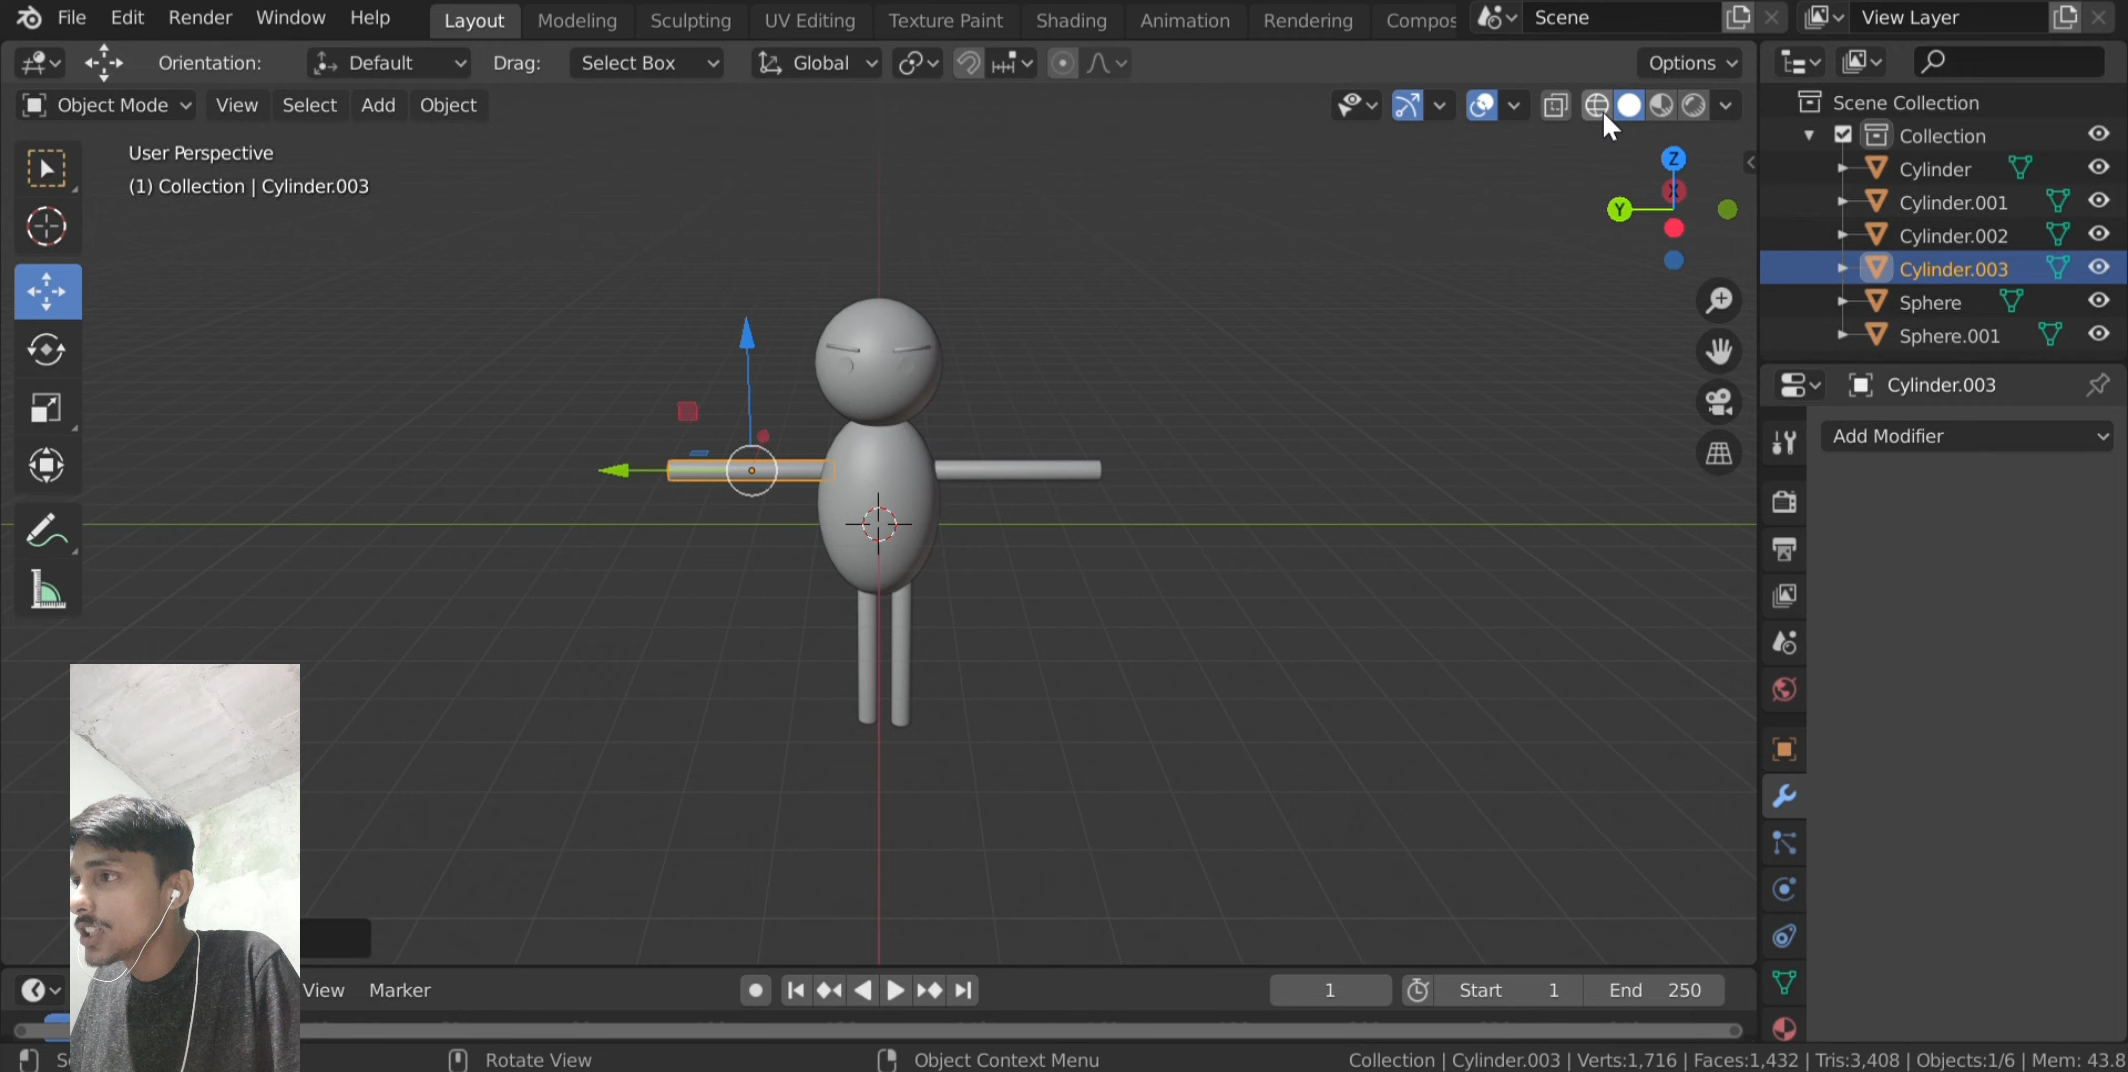 File Edit Render Window Help Layout Modeling Sculpting UV Editing Texture Paint Shading Animation Rendering Compos Scene View Layer
Orientation: Default Drag: Select Box Global Options
Object Mode View Select Add Object
User Perspective
(1) Collection | Cylinder.003
Z
X
Y
Scene Collection
Collection
Cylinder
Cylinder.001
Cylinder.002
Cylinder.003
Sphere
Sphere.001
Cylinder.003
Add Modifier
View Marker 1 Start 1 End 250
Rotate View Object Context Menu Collection | Cylinder.003 | Verts:1,716 | Faces:1,432 | Tris:3,408 | Objects:1/6 | Mem: 43.8